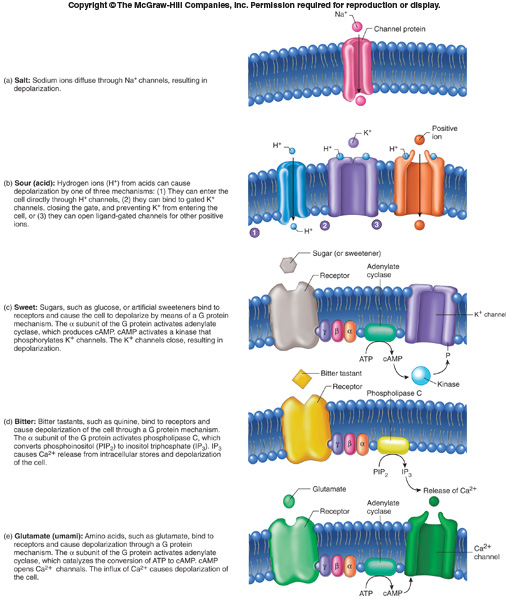 Copyright © The McGraw-Hill Companies, Inc. Permission required for reproduction or display.
Na+
Channel protein
(a) Salt: Sodium ions diffuse through Na+ channels, resulting in
depolarization.
K+
Positive
ion
H+
H+
H+
(b) Sour (acid): Hydrogen ions (H+) from acids can cause
depolarization by one of three mechanisms: (1) They can enter the
cell directly through H+ channels, (2) they can bind to gated K+
channels, closing the gate, and preventing K+ from entering the
cell, or (3) they can open ligand-gated channels for other positive
ions.
1
H+
2
3
Sugar (or sweetener)
Receptor
Adenylate
cyclase
(c) Sweet: Sugars, such as glucose, or artificial sweeteners bind to
receptors and cause the cell to depolarize by means of a G protein
mechanism. The α subunit of the G protein activates adenylate
cyclase, which produces cAMP. cAMP activates a kinase that
phosphorylates K+ channels. The K+ channels close, resulting in
depolarization.
K+ channel
γ β α
ATP cAMP
P
Kinase
Bitter tastant
Receptor
Phospholipase C
(d) Bitter: Bitter tastants, such as quinine, bind to receptors and
cause depolarization of the cell through a G protein mechanism.
The α subunit of the G protein activates phospholipase C, which
converts phosphoinositol (PIP2) to inositol triphosphate (IP3). IP3
causes Ca2+ release from intracellular stores and depolarization
of the cell.
γ β α
PIP2 IP3
Release of Ca2+
Glutamate
Receptor
Adenylate
cyclase
(e) Glutamate (umami): Amino acids, such as glutamate, bind to
receptors and cause depolarization through a G protein
mechanism. The α subunit of the G protein activates adenylate
cyclase, which catalyzes the conversion of ATP to cAMP. cAMP
opens Ca2+ channels. The influx of Ca2+ causes depolarization of
the cell.
γ β α
Ca2+
channel
ATP cAMP